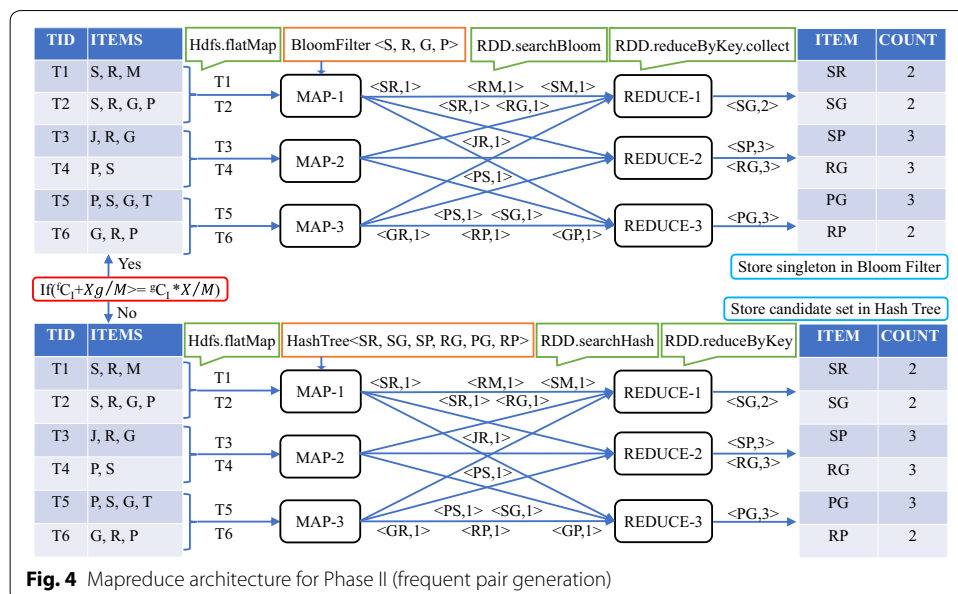 TID ITEMS Hdfs.flatMap BloomFilter <S, R, G, P> RDD.searchBloom RDD.reduceByKey.collect ITEM COUNT
T1 S, R, M T1 <SR,1> <RM,1> <SM,1> SR 2
MAP-1 REDUCE-1
T2 S, R, G, P T2 <SR,1> <RG,1> <SG,2> SG 2
T3 J, R, G T3 <JR,1> <SP,3> SP 3
MAP-2 REDUCE-2
T4 P, S T4 <PS,1> <RG,3> RG 3
T5 P, S, G, T T5 <PS,1> <SG,1> <PG,3> PG 3
MAP-3 REDUCE-3
T6 G, R, P T6 <GR,1> <RP,1> <GP,1> RP 2
Yes
Store singleton in Bloom Filter
If(ᶠC_I+Xg/M>= ᵍC_I *X/M)
No
Store candidate set in Hash Tree
TID ITEMS Hdfs.flatMap HashTree<SR, SG, SP, RG, PG, RP> RDD.searchHash RDD.reduceByKey ITEM COUNT
T1 S, R, M T1 <SR,1> <RM,1> <SM,1> SR 2
MAP-1 REDUCE-1
T2 S, R, G, P T2 <SR,1> <RG,1> <SG,2> SG 2
T3 J, R, G T3 <JR,1> <SP,3> SP 3
MAP-2 REDUCE-2
T4 P, S T4 <PS,1> <RG,3> RG 3
T5 P, S, G, T T5 <PS,1> <SG,1> <PG,3> PG 3
MAP-3 REDUCE-3
T6 G, R, P T6 <GR,1> <RP,1> <GP,1> RP 2
Fig. 4 Mapreduce architecture for Phase II (frequent pair generation)